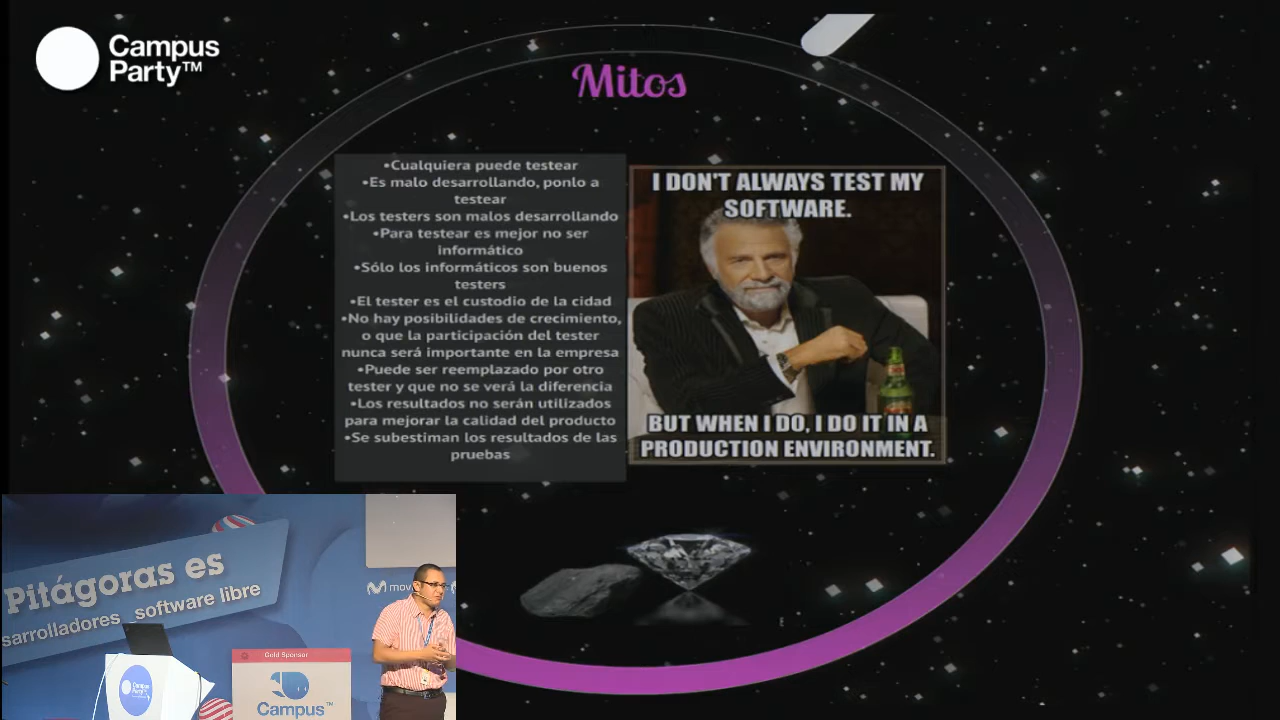 Campus
Party™
Mitos
•Cualquiera puede testear
•Es malo desarrollando, ponlo a
testear
•Los testers son malos desarrollando
•Para testear es mejor no ser
informático
•Sólo los informáticos son buenos
testers
•El tester es el custodio de la cidad
•No hay posibilidades de crecimiento,
o que la participación del tester
nunca será importante en la empresa
•Puede ser reemplazado por otro
tester y que no se verá la diferencia
•Los resultados no serán utilizados
para mejorar la calidad del producto
•Se subestiman los resultados de las
pruebas
I DON'T ALWAYS TEST MY
SOFTWARE.
BUT WHEN I DO, I DO IT IN A
PRODUCTION ENVIRONMENT.
Pitágoras es
sarrolladores_software libre
mov
Gold Sponsor
Campus™
Campus
Party™